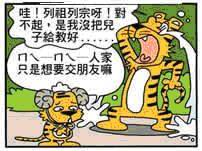 哇！列祖列宗呀！對
不起，是我沒把兒
子給教好……
ㄇㄟ ㄇㄟ 人家
只是想要交朋友嘛